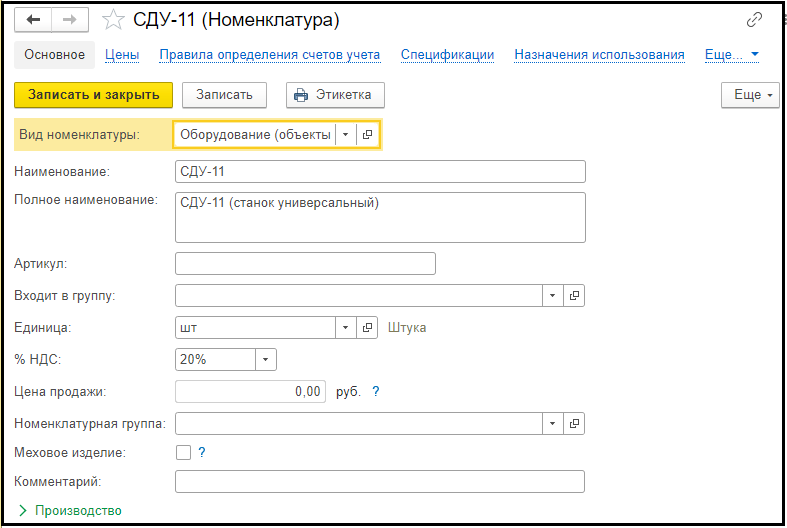 СДУ-11 (Номенклатура)
Основное Цены Правила определения счетов учета Спецификации Назначения использования Еще...
Записать и закрыть Записать Этикетка Еще
Вид номенклатуры: Оборудование (объекты
Наименование: СДУ-11
Полное наименование: СДУ-11 (станок универсальный)
Артикул:
Входит в группу:
Единица: шт Штука
% НДС: 20%
Цена продажи: 0,00 руб. ?
Номенклатурная группа:
Меховое изделие: ?
Комментарий:
Производство